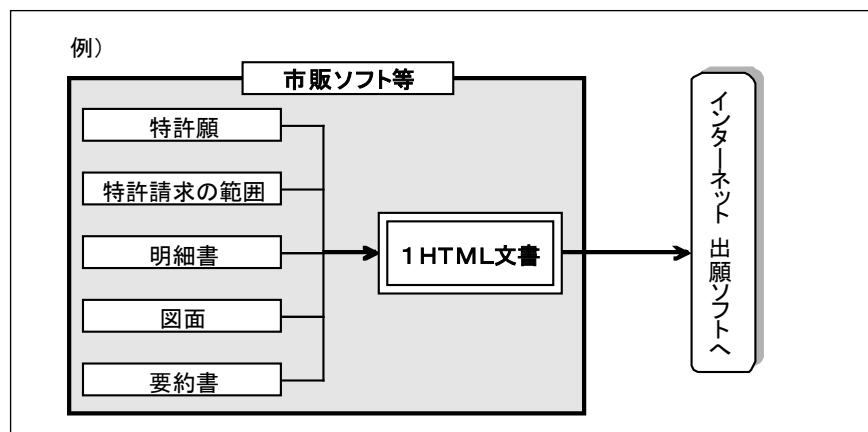 例）
市販ソフト等
特許願
特許請求の範囲
明細書
図面
要約書
１HTML文書
インターネット出願ソフトへ